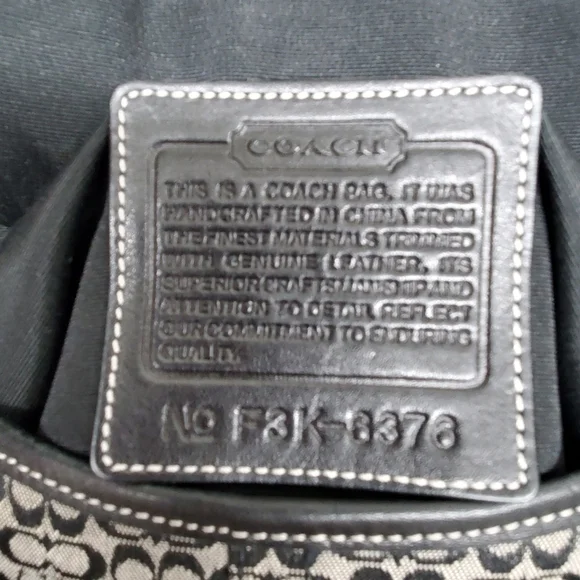 COACH
THIS IS A COACH BAG. IT WAS
HANDCRAFTED IN CHINA FROM
THE FINEST MATERIALS TRIMMED
WITH GENUINE LEATHER. ITS
SUPERIOR CRAFTSMANSHIP AND
ATTENTION TO DETAIL REFLECT
OUR COMMITMENT TO ENDURING
QUALITY.
No F3K-6376